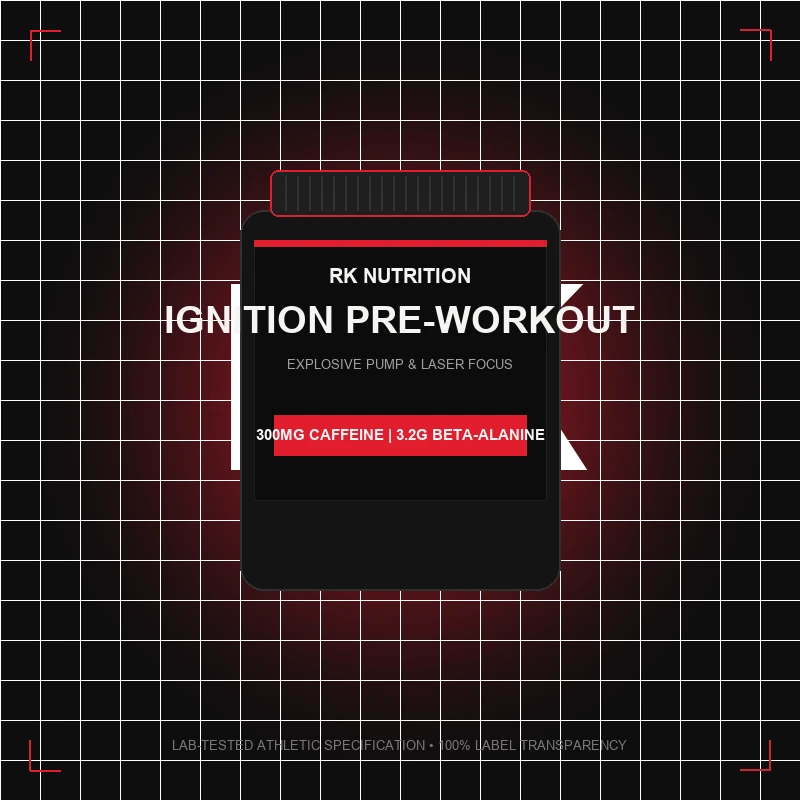 RK NUTRITION
IGNITION PRE-WORKOUT
EXPLOSIVE PUMP & LASER FOCUS
300MG CAFFEINE | 3.2G BETA-ALANINE
LAB-TESTED ATHLETIC SPECIFICATION • 100% LABEL TRANSPARENCY